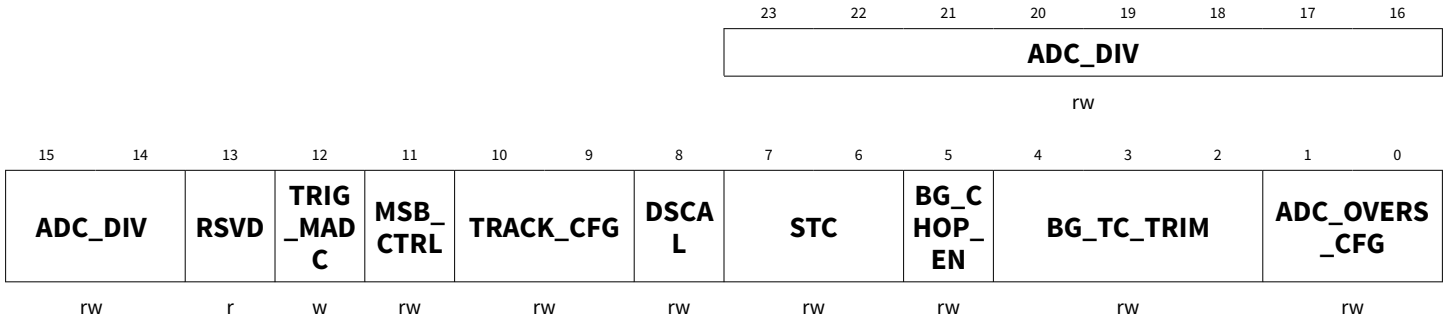 23 22 21 20 19 18 17 16
ADC_DIV
rw
15 14 13 12 11 10 9 8 7 6 5 4 3 2 1 0
ADC_DIV RSVD TRIG
_MAD
C MSB_
CTRL TRACK_CFG DSCA
L STC BG_C
HOP_
EN BG_TC_TRIM ADC_OVERS
_CFG
rw r w rw rw rw rw rw rw rw